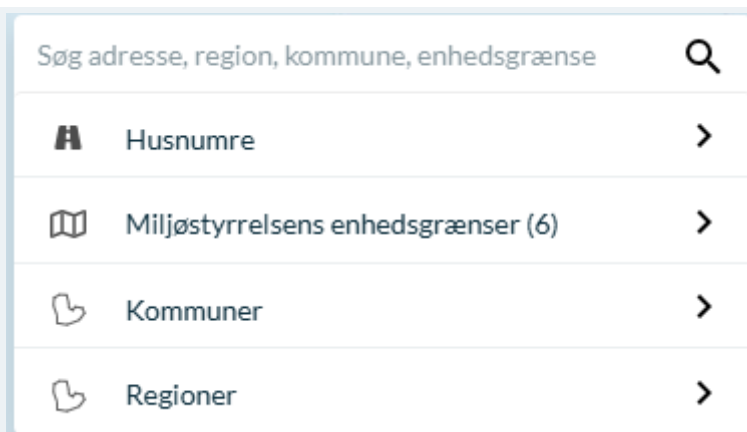 Søg adresse, region, kommune, enhedsgrænse
Husnumre
Miljøstyrrelsens enhedsgrænser (6)
Kommuner
Regioner